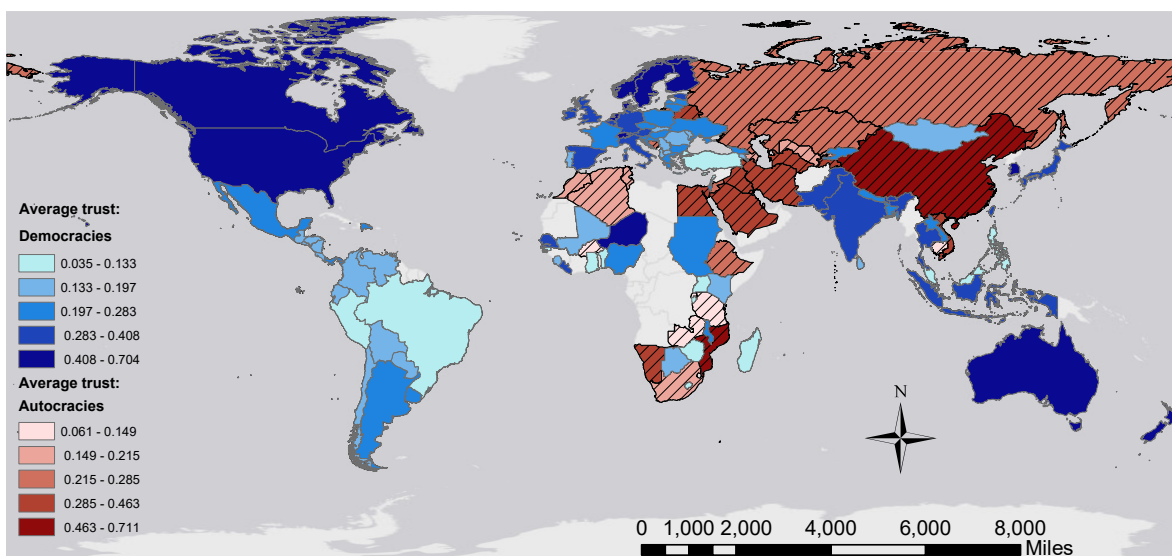 Average trust:
Democracies
0.035 - 0.133
0.133 - 0.197
0.197 - 0.283
0.283 - 0.408
0.408 - 0.704
Average trust:
Autocracies
0.061 - 0.149
0.149 - 0.215
0.215 - 0.285
0.285 - 0.463
0.463 - 0.711
N
0 1,000 2,000 4,000 6,000 8,000
Miles